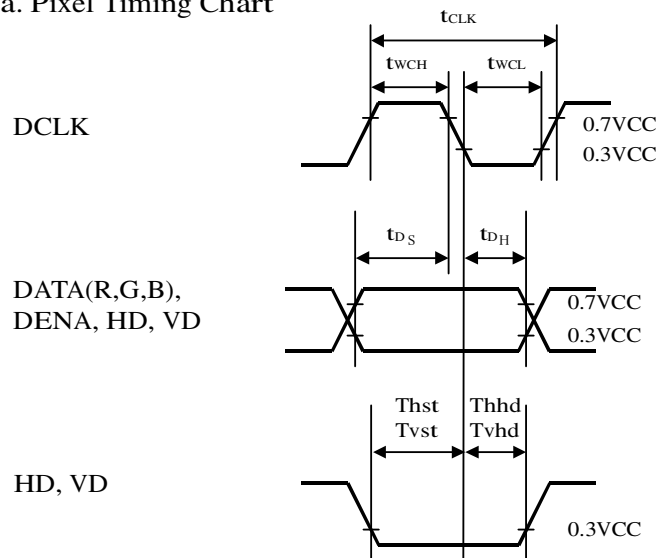 a. Pixel Timing Chart
tCLK
tWCH tWCL
DCLK
0.7VCC
0.3VCC
tDS tDH
DATA(R,G,B),
DENA, HD, VD
0.7VCC
0.3VCC
Thst Thhd
Tvst Tvhd
HD, VD
0.3VCC